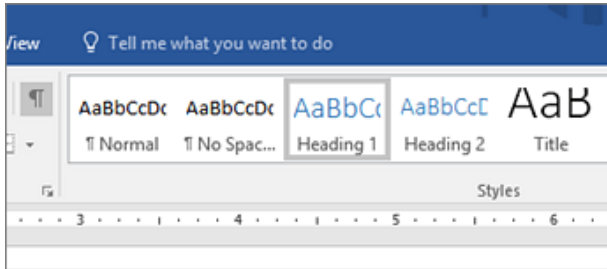 View Tell me what you want to do
AaBbCcDc AaBbCcDc AaBbC( AaBbCcD AaB
¶ Normal ¶ No Spac... Heading 1 Heading 2 Title
Styles
3 4 5 6